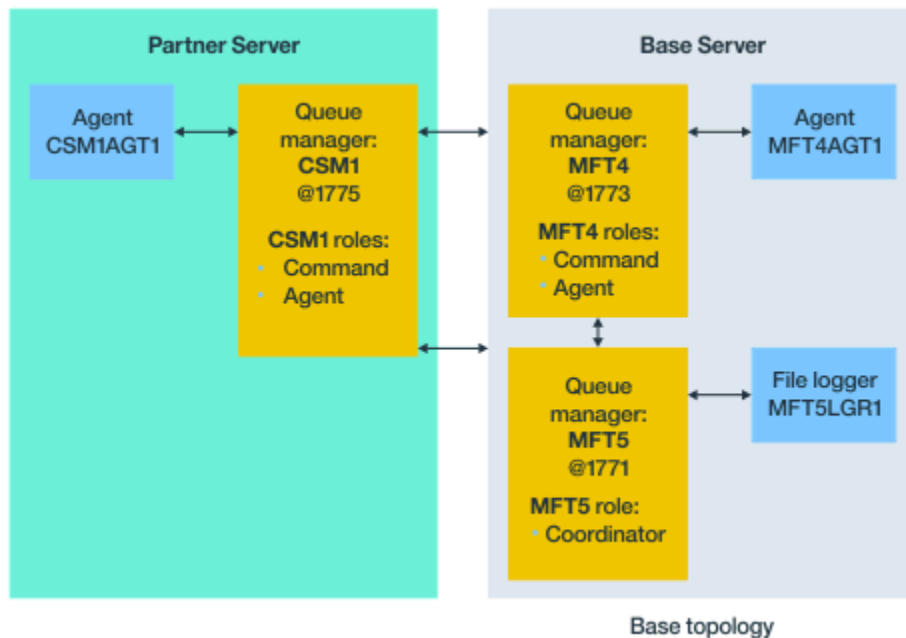 Partner Server
Agent
CSM1AGT1
Queue
manager:
CSM1
@1775
CSM1 roles:
• Command
• Agent
Base Server
Queue
manager:
MFT4
@1773
MFT4 roles:
• Command
• Agent
Agent
MFT4AGT1
Queue
manager:
MFT5
@1771
MFT5 role:
• Coordinator
File logger
MFT5LGR1
Base topology